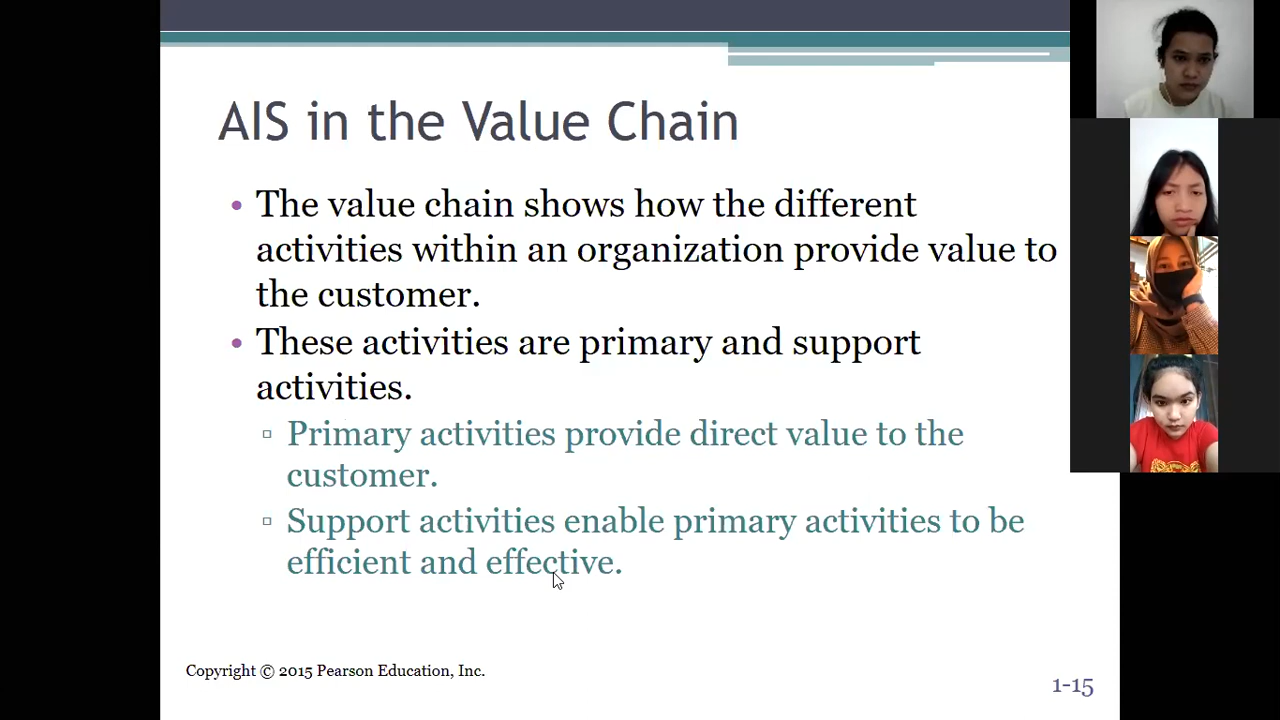 AIS in the Value Chain
• The value chain shows how the different
activities within an organization provide value to
the customer.
• These activities are primary and support
activities.
▫ Primary activities provide direct value to the
customer.
▫ Support activities enable primary activities to be
efficient and effective.
Copyright © 2015 Pearson Education, Inc.
1-15